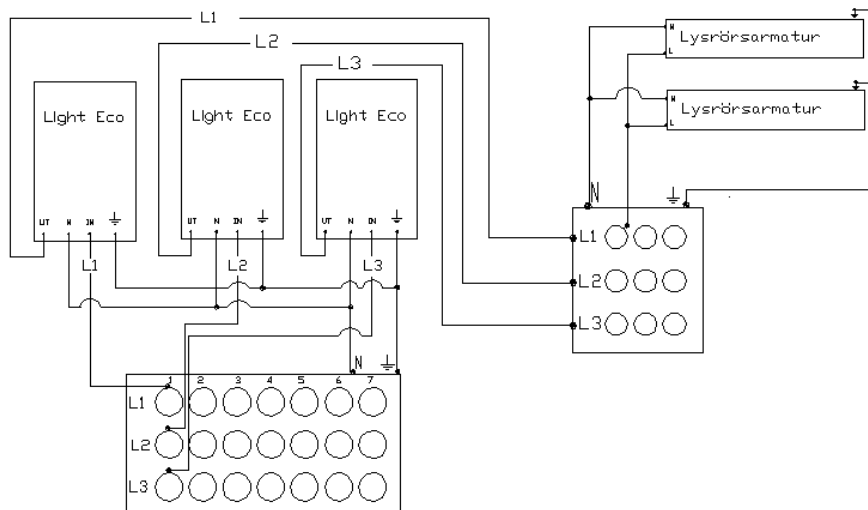 L1
L2
L3
N Lysrörsarmatur
L
N Lysrörsarmatur
L
LIght Eco
LIght Eco
LIght Eco
UT N IN
UT N IN
UT N IN
L1
L2
L3
N
L1
L2
L3
N
1 2 3 4 5 6 7
L1
L2
L3